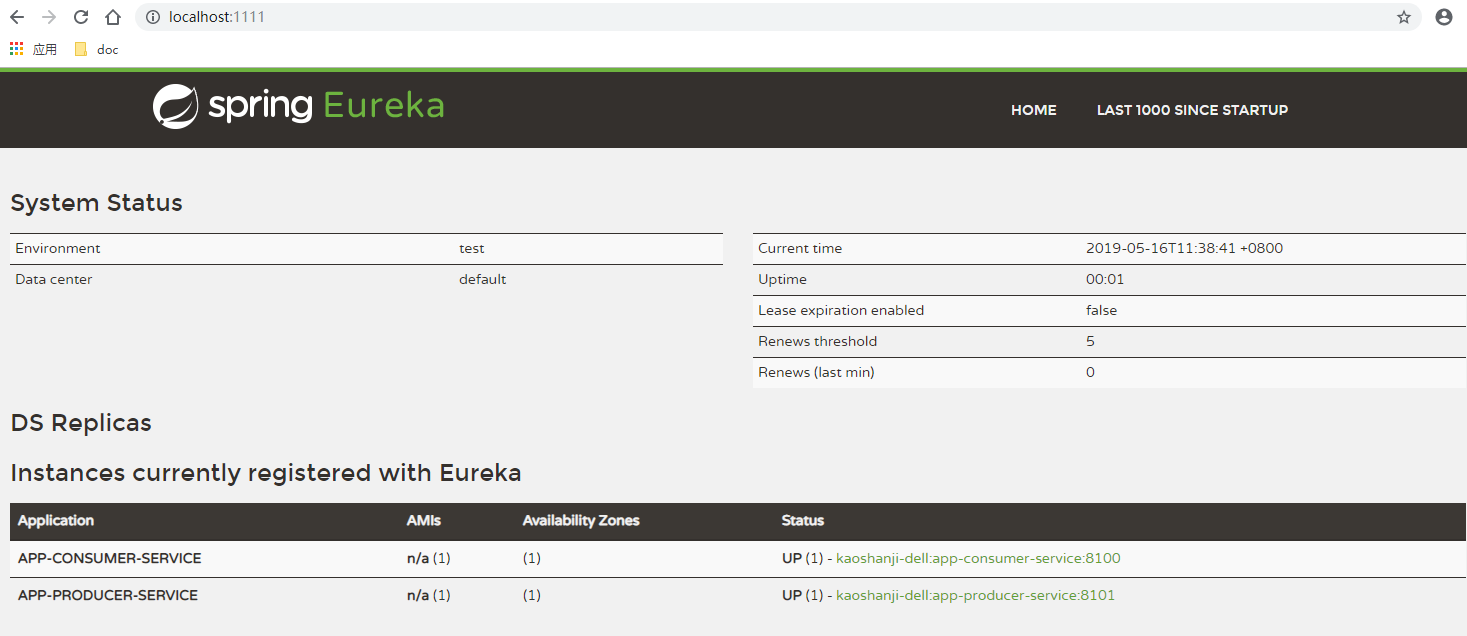 localhost:1111
应用 doc
spring Eureka
HOME LAST 1000 SINCE STARTUP
System Status
Environment test
Data center default
Current time 2019-05-16T11:38:41 +0800
Uptime 00:01
Lease expiration enabled false
Renews threshold 5
Renews (last min) 0
DS Replicas
Instances currently registered with Eureka
Application AMIs Availability Zones Status
APP-CONSUMER-SERVICE n/a (1) (1) UP (1) - kaoshanji-dell:app-consumer-service:8100
APP-PRODUCER-SERVICE n/a (1) (1) UP (1) - kaoshanji-dell:app-producer-service:8101